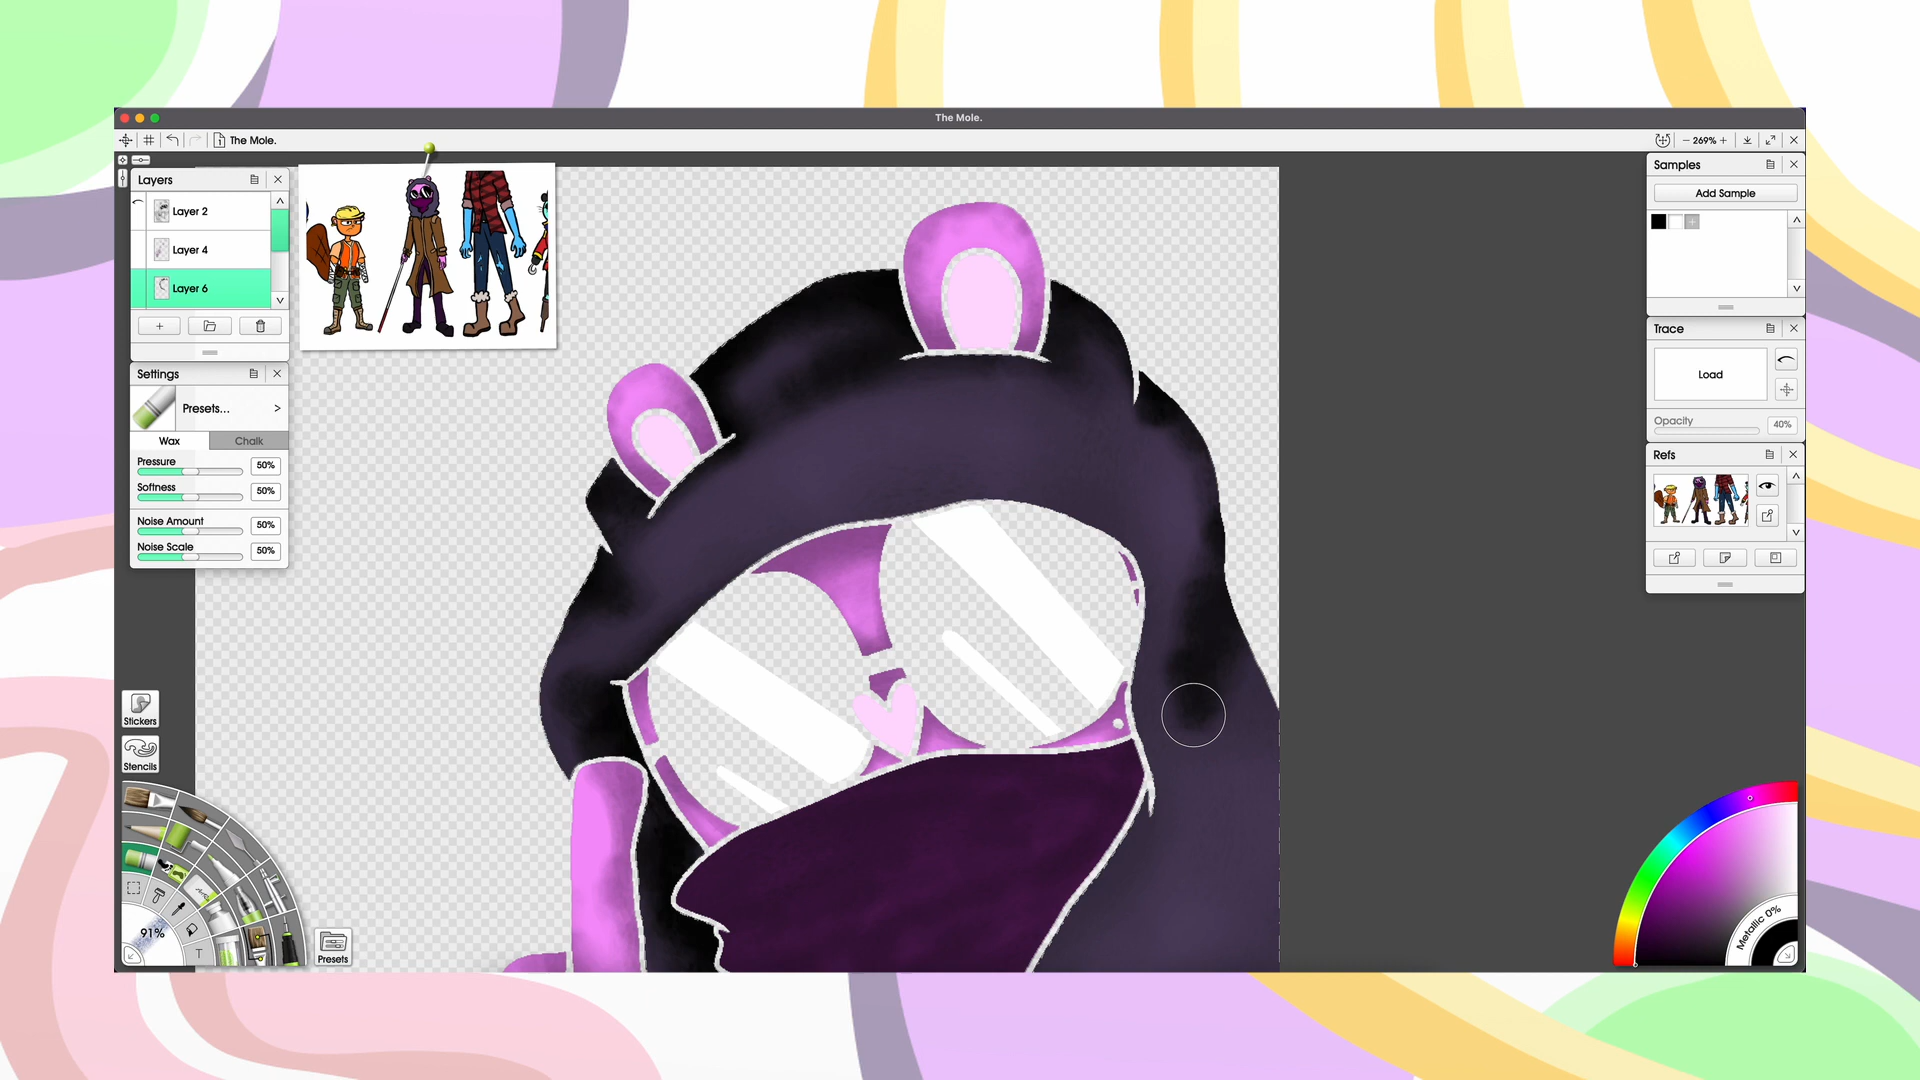 The Mole.
The Mole.
269%
Layers
Layer 2
Layer 4
Layer 6
Settings
Presets...
Wax
Chalk
Pressure
50%
Softness
50%
Noise Amount
50%
Noise Scale
50%
Stickers
Stencils
91%
T
Presets
Samples
Add Sample
Trace
Load
Opacity
40%
Refs
Metallic 0%